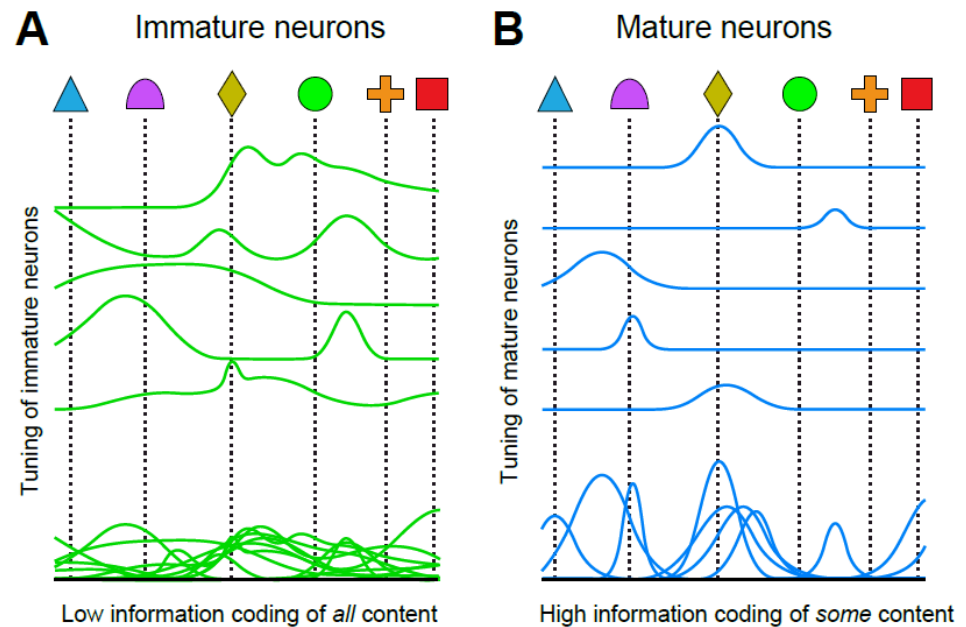 A
Immature neurons
Tuning of immature neurons
Low information coding of all content
B
Mature neurons
Tuning of mature neurons
High information coding of some content